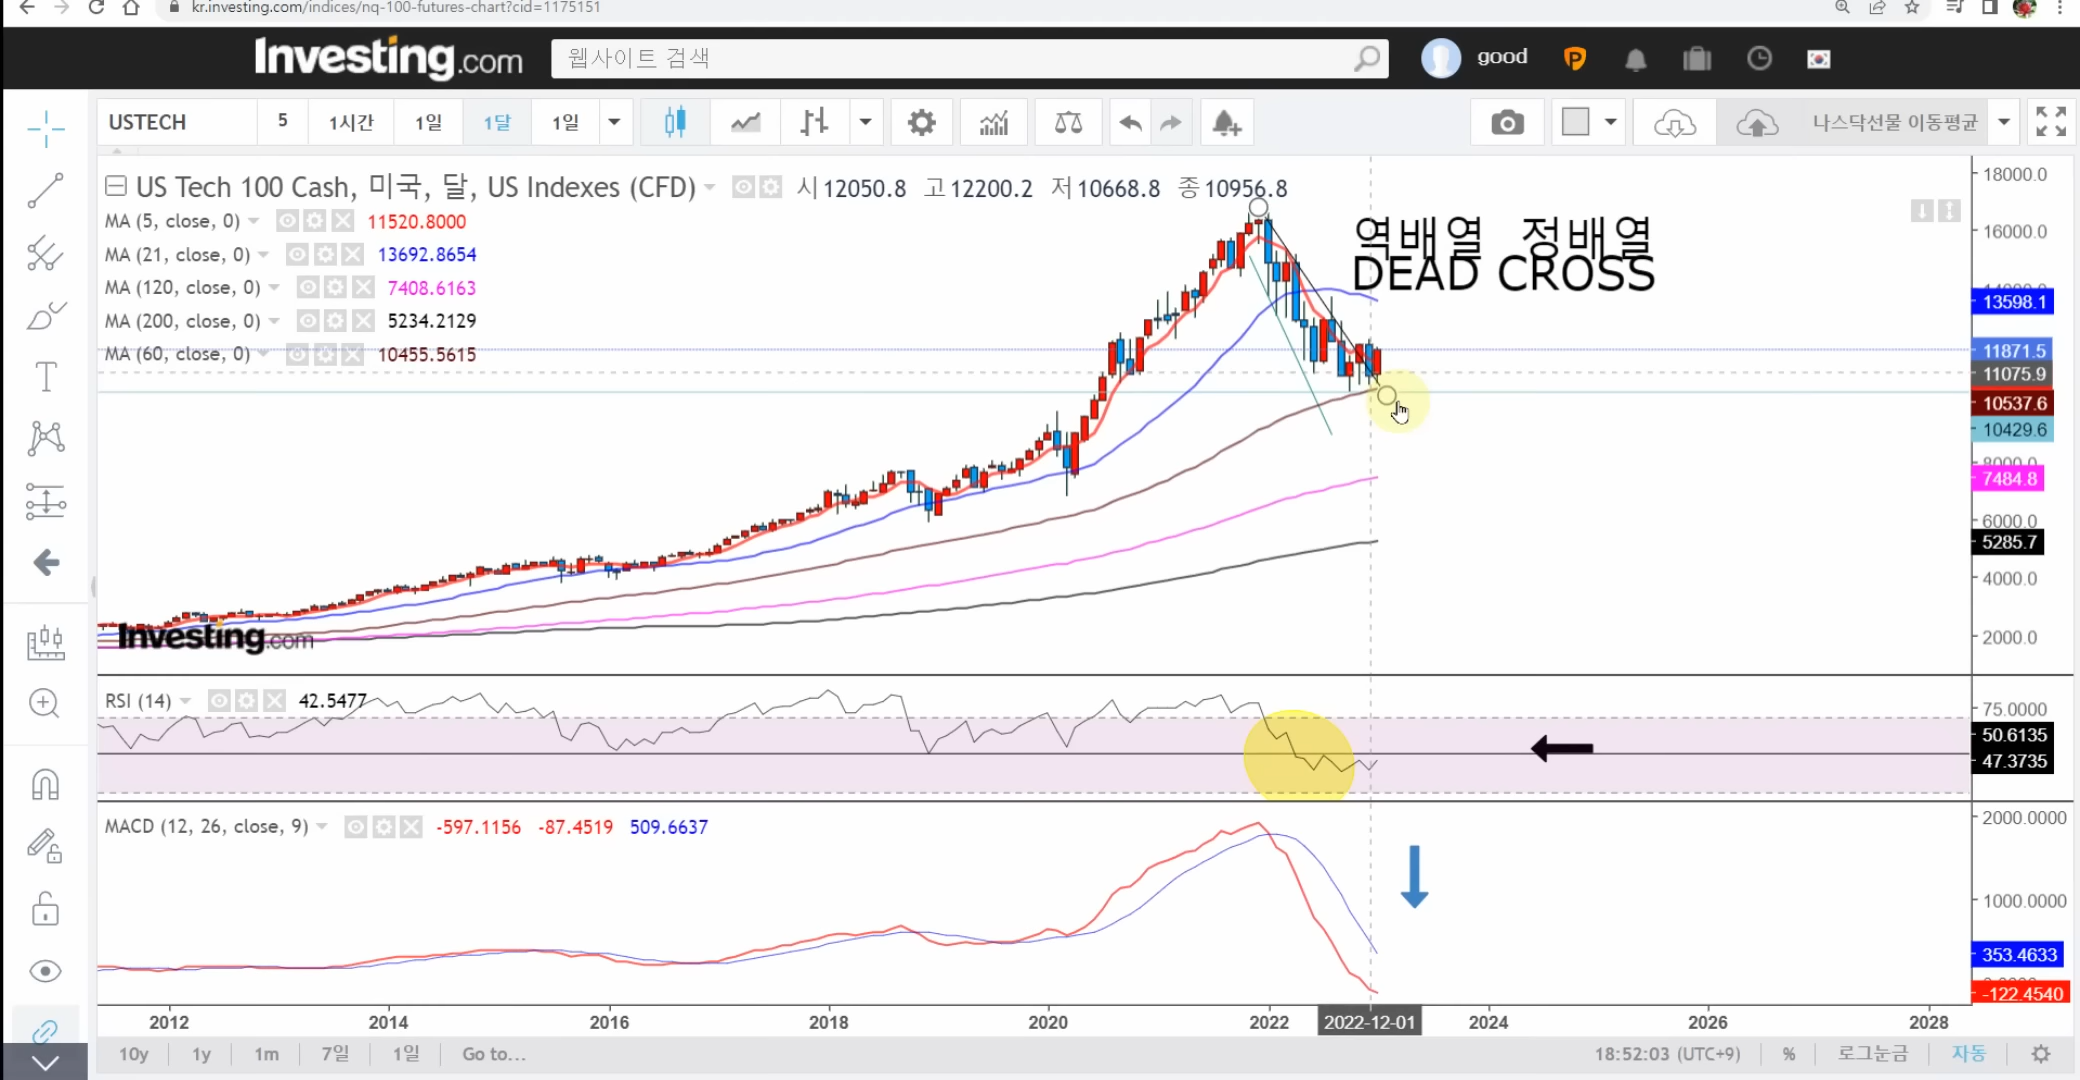 kr.investing.com/indices/nq-100-futures-chart?cid=1175151
Investing.com 웹사이트 검색 good
USTECH 5 1시간 1일 1달 1일 나스닥선물 이동평균
US Tech 100 Cash, 미국, 달, US Indexes (CFD) 시 12050.8 고 12200.2 저 10668.8 종 10956.8
MA (5, close, 0) 11520.8000
MA (21, close, 0) 13692.8654
MA (120, close, 0) 7408.6163
MA (200, close, 0) 5234.2129
MA (60, close, 0) 10455.5615
역배열 정배열
DEAD CROSS
18000.0
16000.0
13598.1
11871.5
11075.9
10537.6
10429.6
8000.0
7484.8
6000.0
5285.7
4000.0
2000.0
Investing.com
RSI (14) 42.5477
75.0000
50.6135
47.3735
MACD (12, 26, close, 9) -597.1156 -87.4519 509.6637
2000.0000
1000.0000
353.4633
-122.4540
2012 2014 2016 2018 2020 2022 2022-12-01 2024 2026 2028
10y 1y 1m 7일 1일 Go to... 18:52:03 (UTC+9) % 로그눈금 자동